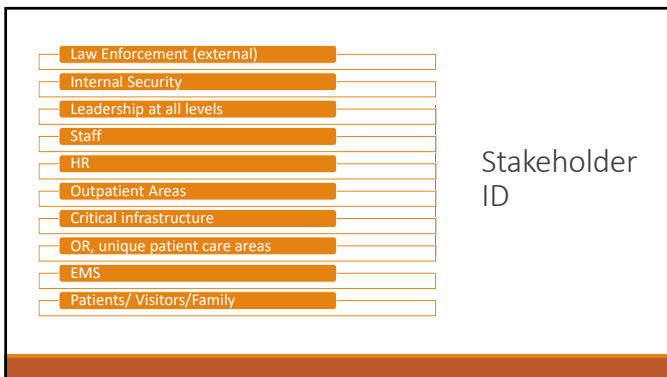 Law Enforcement (external)
Internal Security
Leadership at all levels
Staff
HR
Outpatient Areas
Critical infrastructure
OR, unique patient care areas
EMS
Patients/ Visitors/Family
Stakeholder
ID